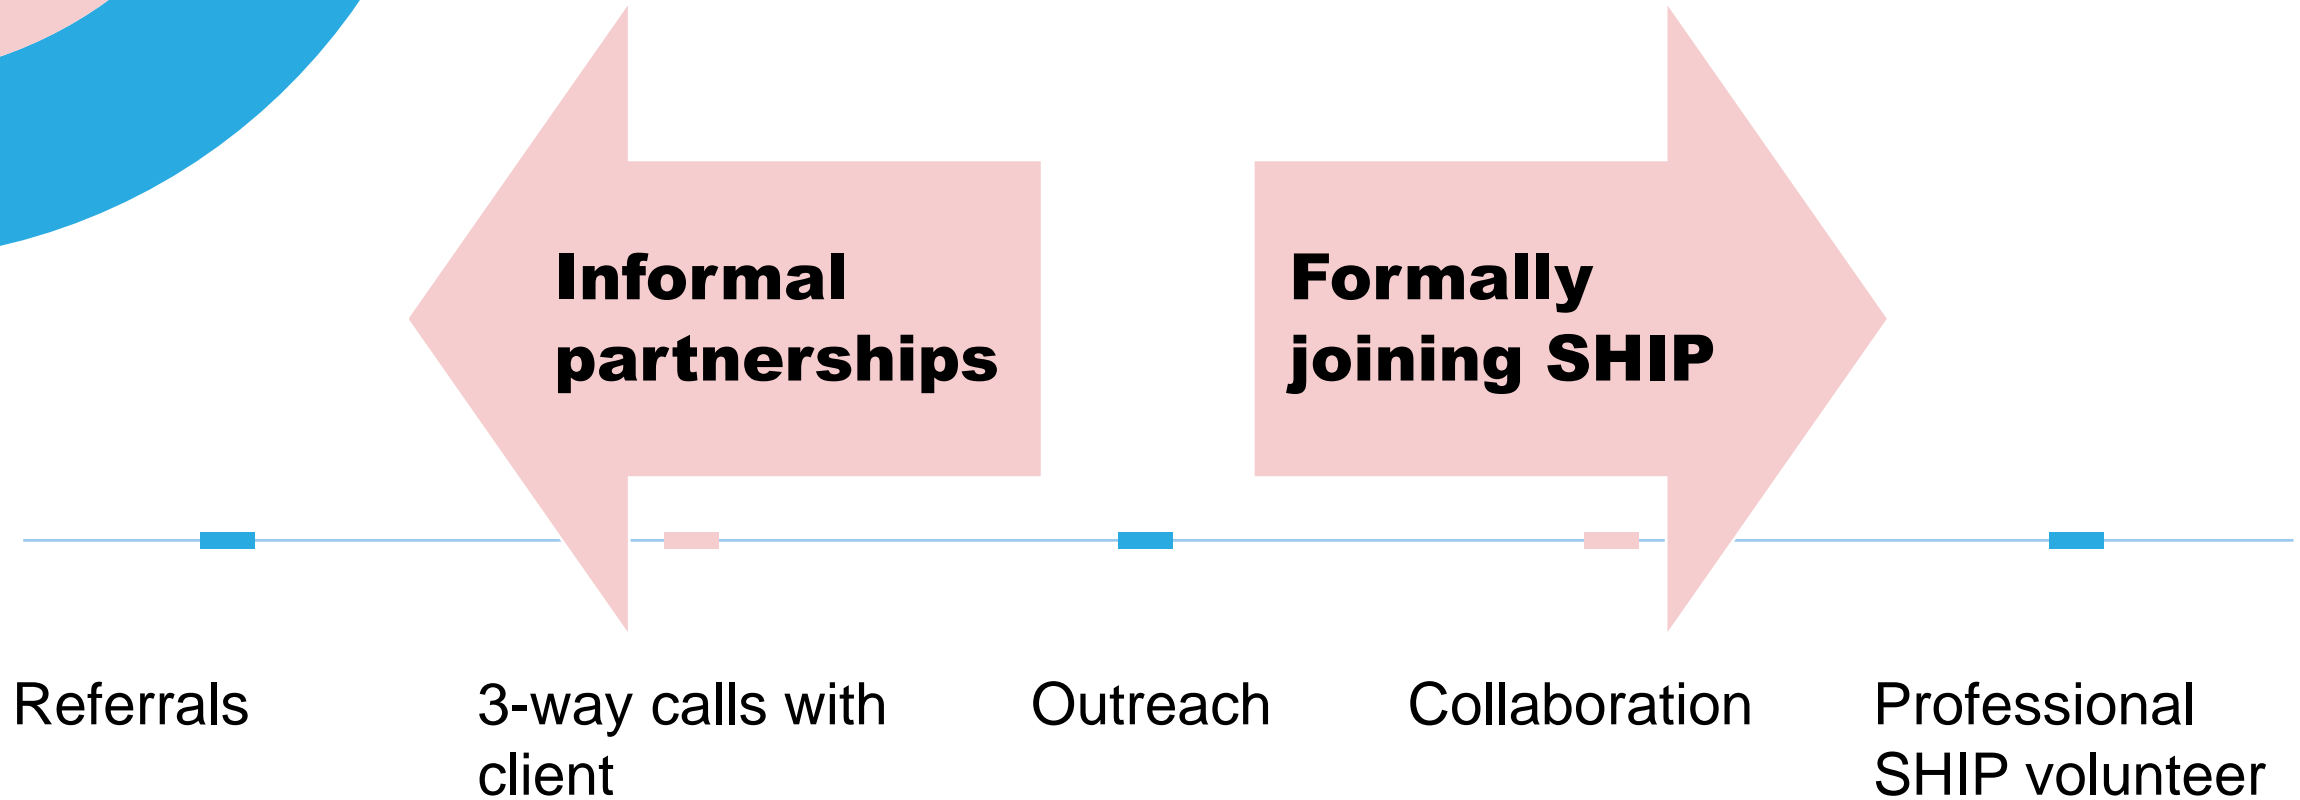 Informal
partnerships
Formally
joining SHIP
Referrals
3-way calls with
client
Outreach
Collaboration
Professional
SHIP volunteer